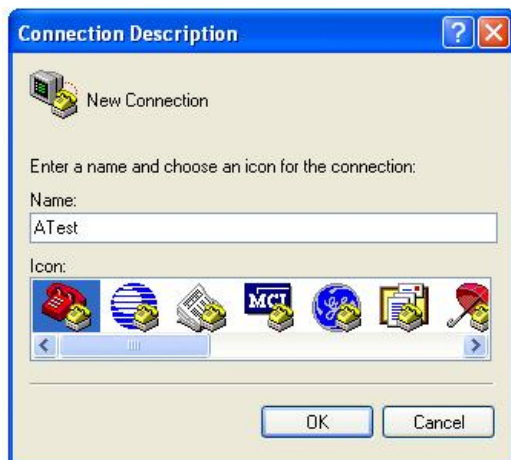 Connection Description
New Connection
Enter a name and choose an icon for the connection:
Name:
ATest
Icon:
MCI
OK Cancel